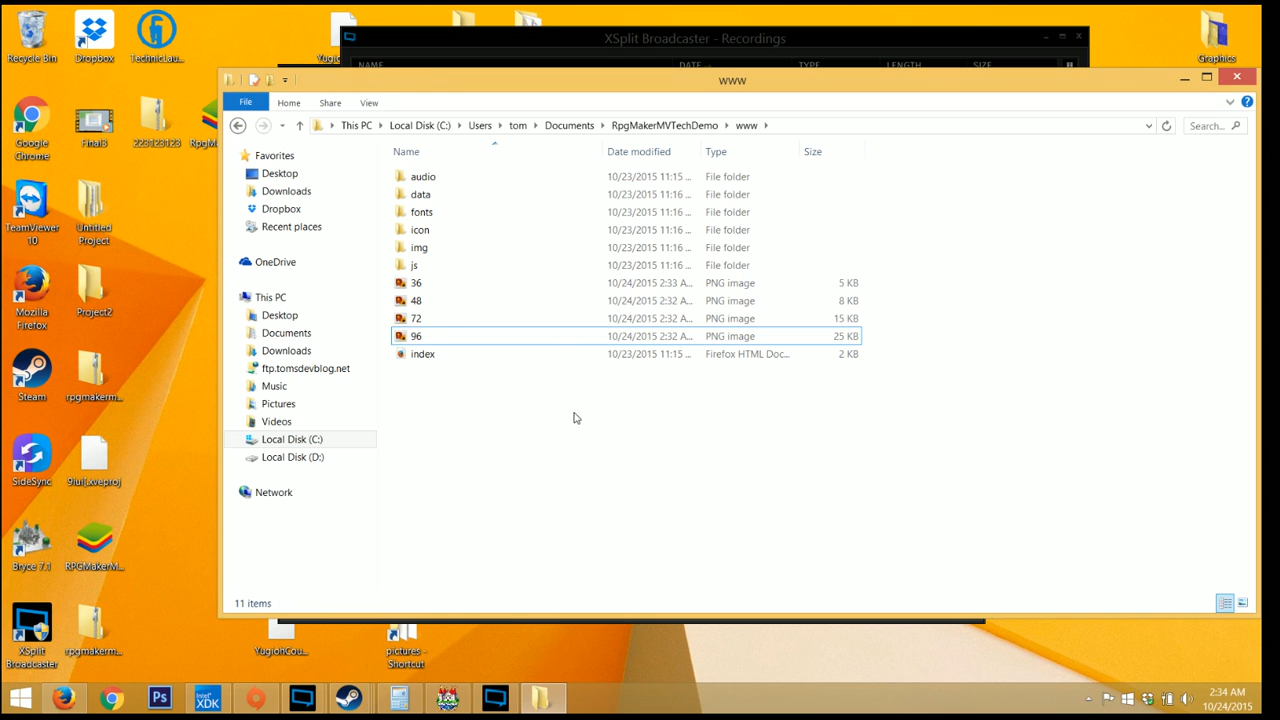 Recycle Bin
Dropbox
TechnicLau...
Graphics
XSplit Broadcaster - Recordings
NAME DATE TYPE LENGTH SIZE
www
File Home Share View
This PC Local Disk (C:) Users tom Documents RpgMakerMVTechDemo www
Search...
Name Date modified Type Size
audio 10/23/2015 11:15 ... File folder
data 10/23/2015 11:16 ... File folder
fonts 10/23/2015 11:16 ... File folder
icon 10/23/2015 11:16 ... File folder
img 10/23/2015 11:16 ... File folder
js 10/23/2015 11:16 ... File folder
36 10/24/2015 2:33 A... PNG image 5 KB
48 10/24/2015 2:32 A... PNG image 8 KB
72 10/24/2015 2:32 A... PNG image 15 KB
96 10/24/2015 2:32 A... PNG image 25 KB
index 10/23/2015 11:15 ... Firefox HTML Doc... 2 KB
Favorites
Desktop
Downloads
Dropbox
Recent places
OneDrive
This PC
Desktop
Documents
Downloads
ftp.tomsdevblog.net
Music
Pictures
Videos
Local Disk (C:)
Local Disk (D:)
Network
11 items
Google
Chrome
Final3
223123123
TeamViewer
10
Untitled
Project
Mozilla
Firefox
Project2
Steam
rpgmakerm...
SideSync
Bryce 7.1
RPGMakerM...
XSplit
Broadcaster
rpgmakerm...
YugiohCou...
pictures -
Shortcut
Ps
intel
XDK
2:34 AM
10/24/2015